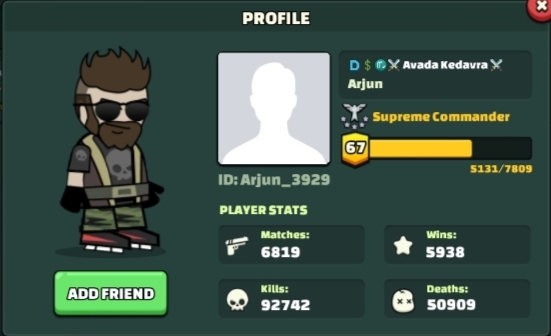 PROFILE
D $ ♏⚔ Avada Kedavra ⚔
Arjun
Supreme Commander
67
5131/7809
ID: Arjun_3929
PLAYER STATS
Matches:
6819
Wins:
5938
Kills:
92742
Deaths:
50909
ADD FRIEND